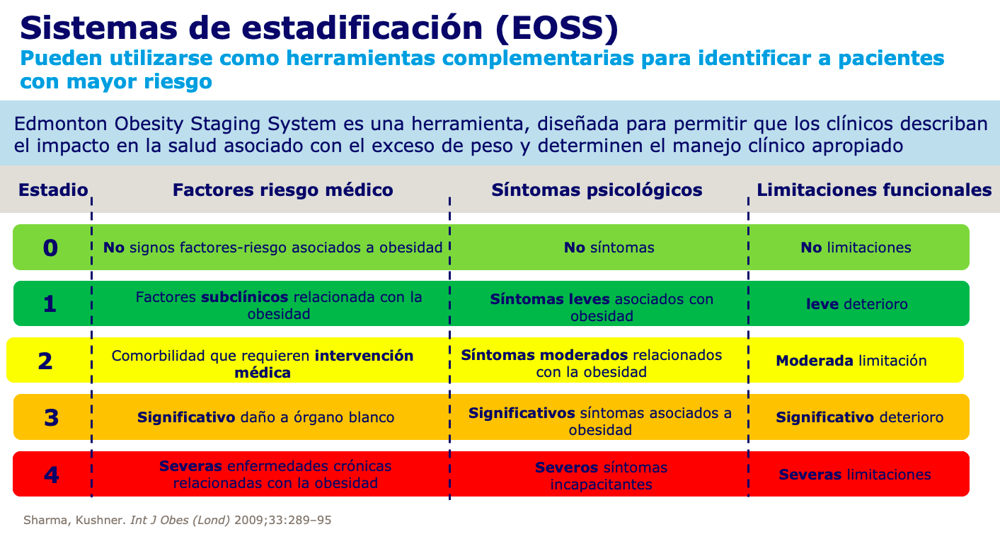 Sistemas de estadificación (EOSS)
Pueden utilizarse como herramientas complementarias para identificar a pacientes
con mayor riesgo
Edmonton Obesity Staging System es una herramienta, diseñada para permitir que los clínicos describan
el impacto en la salud asociado con el exceso de peso y determinen el manejo clínico apropiado
Estadio
Factores riesgo médico
Síntomas psicológicos
Limitaciones funcionales
0
No signos factores-riesgo asociados a obesidad
No síntomas
No limitaciones
1
Factores subclínicos relacionada con la
obesidad
Síntomas leves asociados con
obesidad
leve deterioro
2
Comorbilidad que requieren intervención
médica
Síntomas moderados relacionados
con la obesidad
Moderada limitación
3
Significativo daño a órgano blanco
Significativos síntomas asociados a
obesidad
Significativo deterioro
4
Severas enfermedades crónicas
relacionadas con la obesidad
Severos síntomas
incapacitantes
Severas limitaciones
Sharma, Kushner. Int J Obes (Lond) 2009;33:289–95